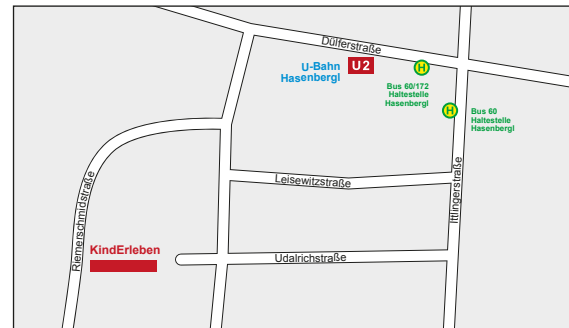 Dülferstraße
U-Bahn
Hasenbergl
U2
H
Bus 60/172
Haltestelle
Hasenbergl
H
Bus 60
Haltestelle
Hasenbergl
Leisewitzstraße
Ittlingerstraße
Riemerschmidstraße
KindErleben
Udalrichstraße